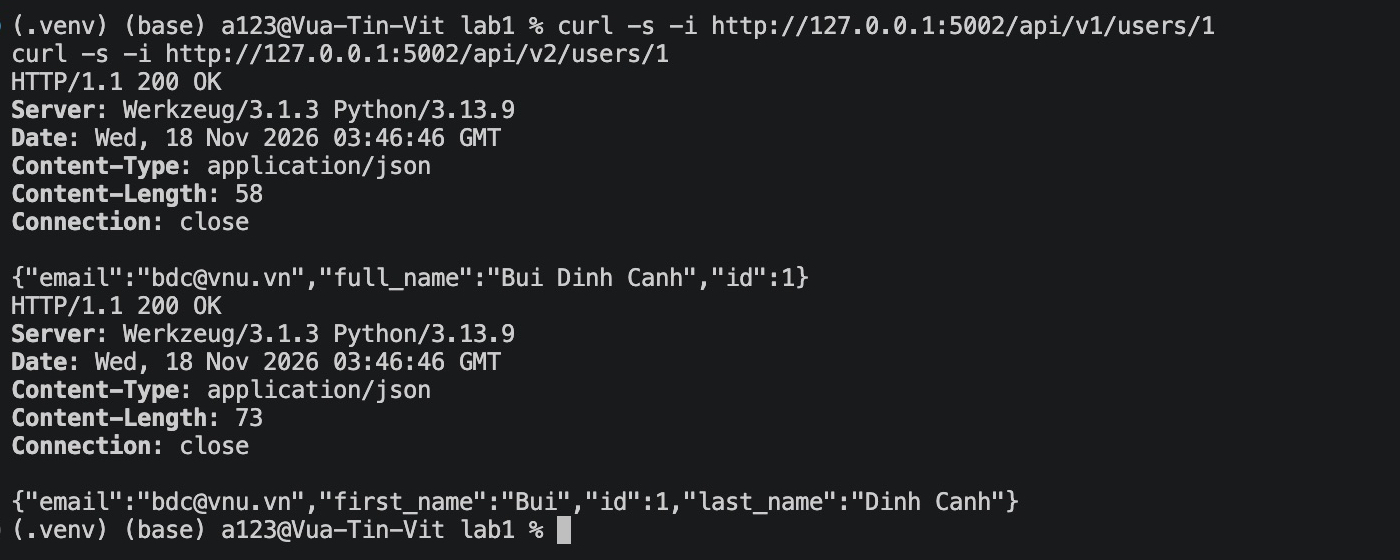 (.venv) (base) a123@Vua-Tin-Vit lab1 % curl -s -i http://127.0.0.1:5002/api/v1/users/1
curl -s -i http://127.0.0.1:5002/api/v2/users/1
HTTP/1.1 200 OK
Server: Werkzeug/3.1.3 Python/3.13.9
Date: Wed, 18 Nov 2026 03:46:46 GMT
Content-Type: application/json
Content-Length: 58
Connection: close

{"email":"bdc@vnu.vn","full_name":"Bui Dinh Canh","id":1}
HTTP/1.1 200 OK
Server: Werkzeug/3.1.3 Python/3.13.9
Date: Wed, 18 Nov 2026 03:46:46 GMT
Content-Type: application/json
Content-Length: 73
Connection: close

{"email":"bdc@vnu.vn","first_name":"Bui","id":1,"last_name":"Dinh Canh"}
(.venv) (base) a123@Vua-Tin-Vit lab1 %